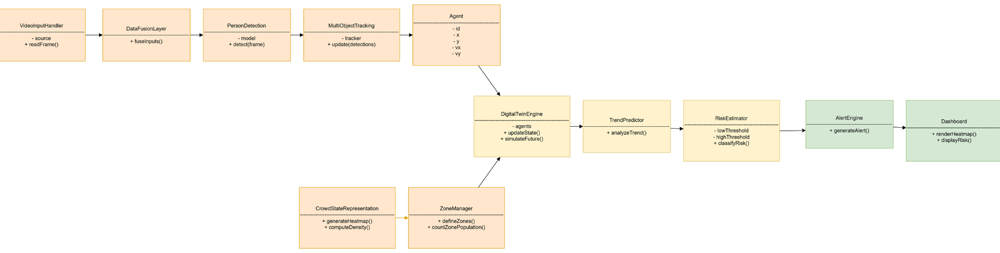 VideoInputHandler
- source
+ readFrame()
DataFusionLayer
+ fuseInputs()
PersonDetection
- model
+ detect(frame)
MultiObjectTracking
- tracker
+ update(detections)
Agent
- id
- x
- y
- vx
- vy
DigitalTwinEngine
- agents
+ updateState()
+ simulateFuture()
TrendPredictor
+ analyzeTrend()
RiskEstimator
- lowThreshold
- highThreshold
+ classifyRisk()
AlertEngine
+ generateAlert()
Dashboard
+ renderHeatmap()
+ displayRisk()
CrowdStateRepresentation
+ generateHeatmap()
+ computeDensity()
ZoneManager
+ defineZones()
+ countZonePopulation()